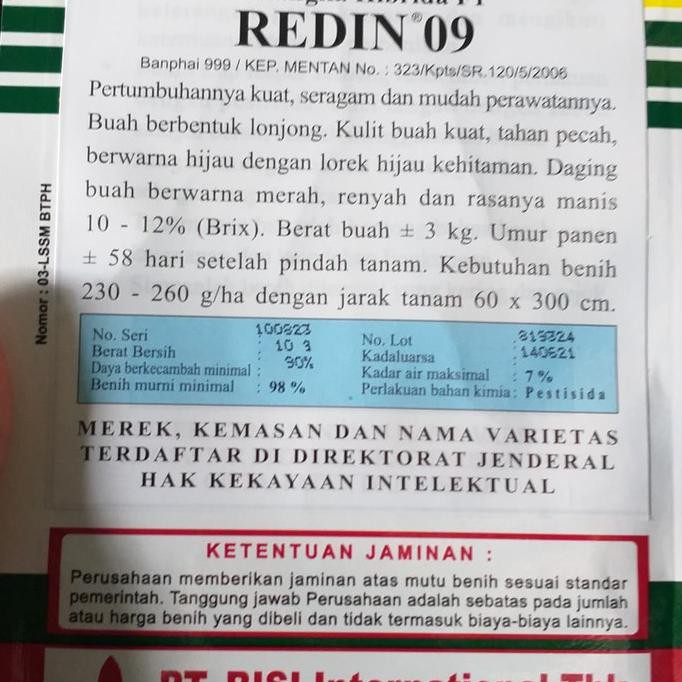 REDIN® 09
Banphai 999 / KEP. MENTAN No. : 323/Kpts/SR.120/5/2006
Pertumbuhannya kuat, seragam dan mudah perawatannya.
Buah berbentuk lonjong. Kulit buah kuat, tahan pecah,
berwarna hijau dengan lorek hijau kehitaman. Daging
buah berwarna merah, renyah dan rasanya manis
10 - 12% (Brix). Berat buah ± 3 kg. Umur panen
± 58 hari setelah pindah tanam. Kebutuhan benih
230 - 260 g/ha dengan jarak tanam 60 x 300 cm.
Nomor : 03-LSSM BTPH
No. Seri : 100823
Berat Bersih : 10
Daya berkecambah minimal : 90%
Benih murni minimal : 98 %
No. Lot :
Kadaluarsa : 140621
Kadar air maksimal : 7 %
Perlakuan bahan kimia : Pestisida
MEREK, KEMASAN DAN NAMA VARIETAS
TERDAFTAR DI DIREKTORAT JENDERAL
HAK KEKAYAAN INTELEKTUAL
KETENTUAN JAMINAN :
Perusahaan memberikan jaminan atas mutu benih sesuai standar
pemerintah. Tanggung jawab Perusahaan adalah sebatas pada jumlah
atau harga benih yang dibeli dan tidak termasuk biaya-biaya lainnya.
PT. BISI International Tbk